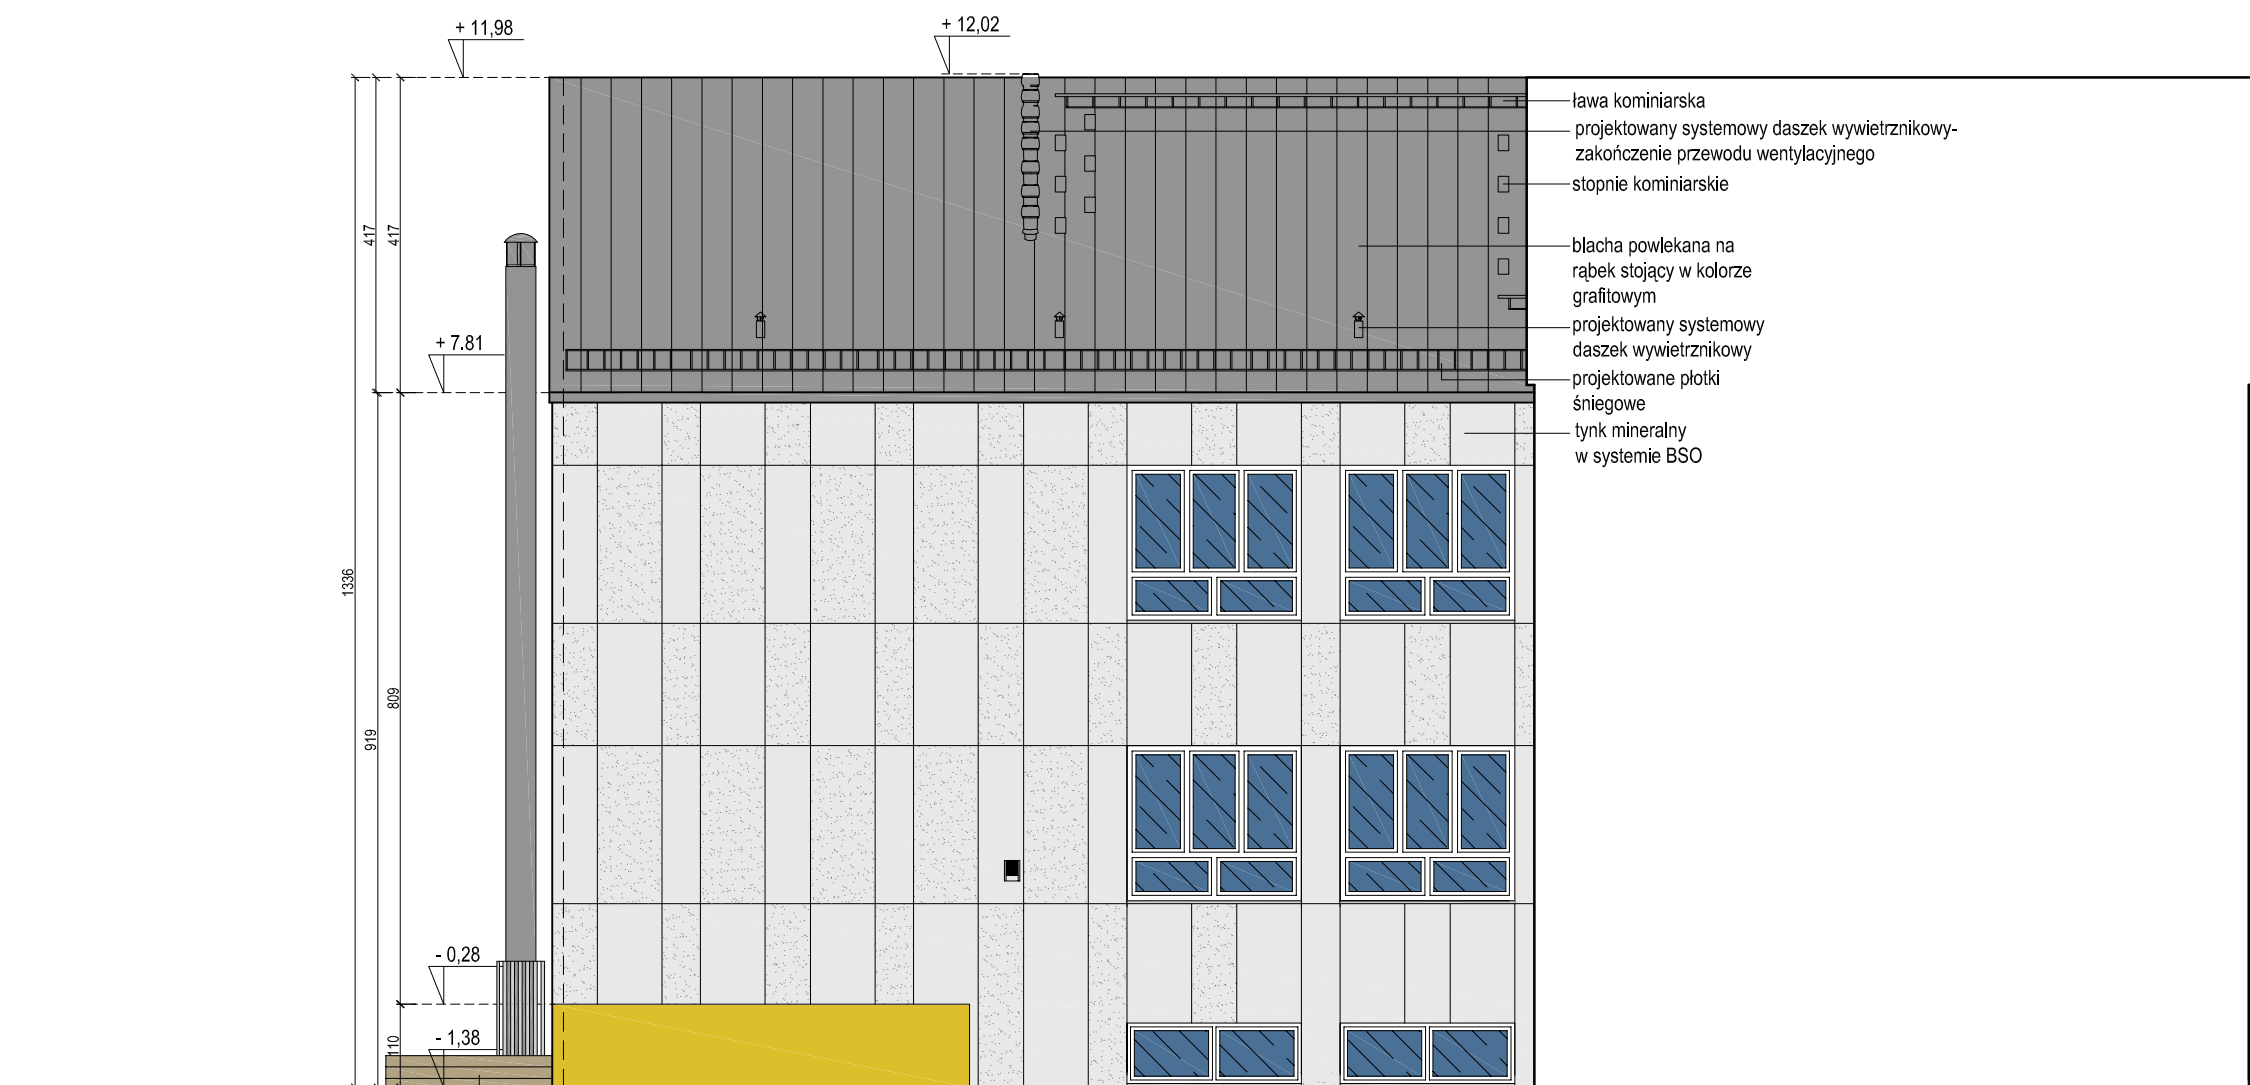 + 11,98
+ 12,02
ława kominiarska
projektowany systemowy daszek wywietrznikowy-
zakończenie przewodu wentylacyjnego
stopnie kominiarskie
417
417
blacha powlekana na
rąbek stojący w kolorze
grafitowym
projektowany systemowy
daszek wywietrznikowy
+ 7.81
projektowane płotki
śniegowe
tynk mineralny
w systemie BSO
1336
809
919
- 0,28
- 1,38
110